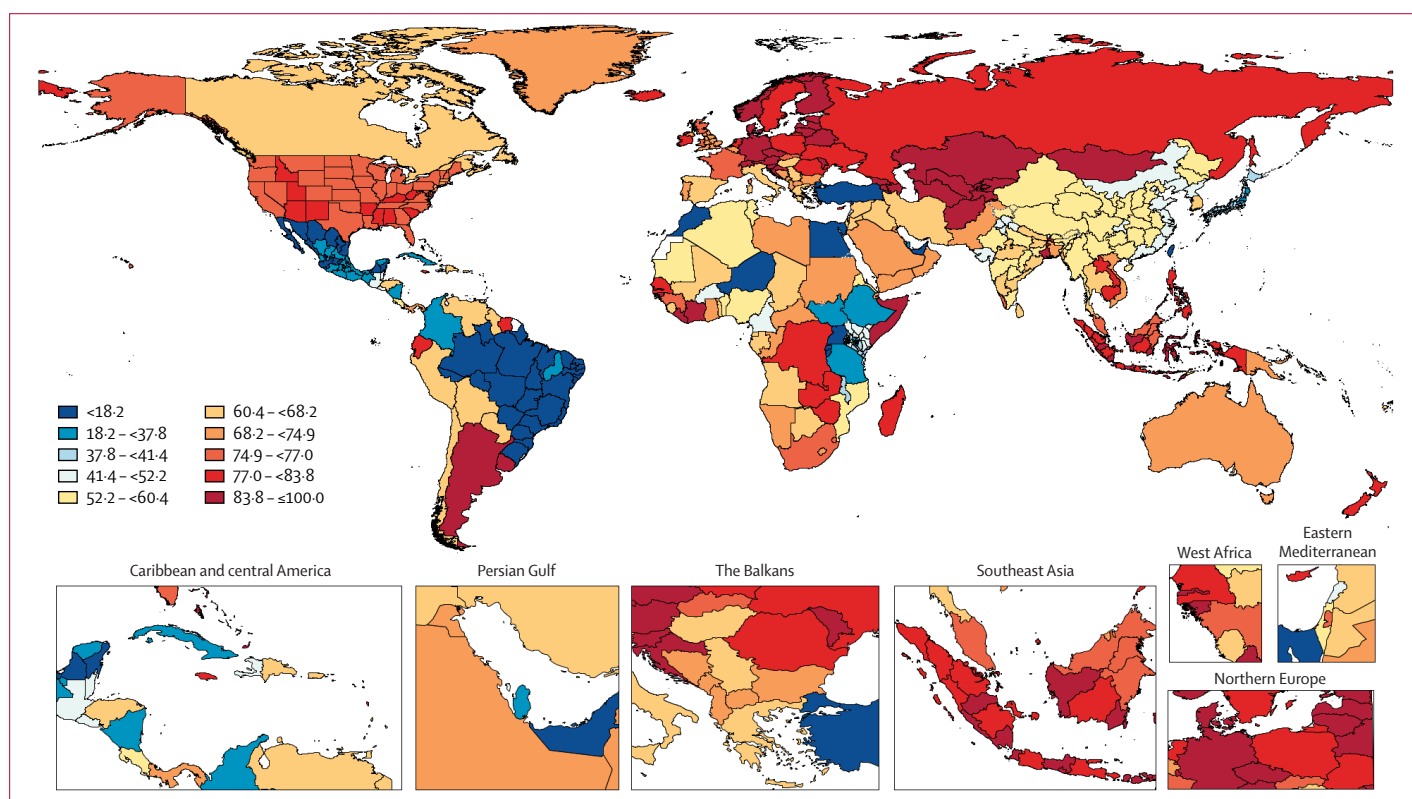 <18·2
18·2 – <37·8
37·8 – <41·4
41·4 – <52·2
52·2 – <60·4
60·4 – <68·2
68·2 – <74·9
74·9 – <77·0
77·0 – <83·8
83·8 – ≤100·0
Caribbean and central America
Persian Gulf
The Balkans
Southeast Asia
West Africa
Eastern
Mediterranean
Northern Europe